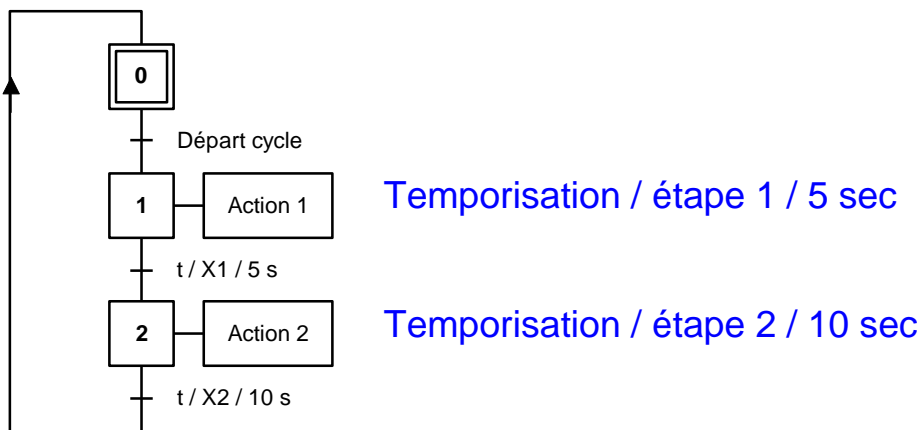 0
Départ cycle
1
Action 1
Temporisation / étape 1 / 5 sec
t / X1 / 5 s
2
Action 2
Temporisation / étape 2 / 10 sec
t / X2 / 10 s